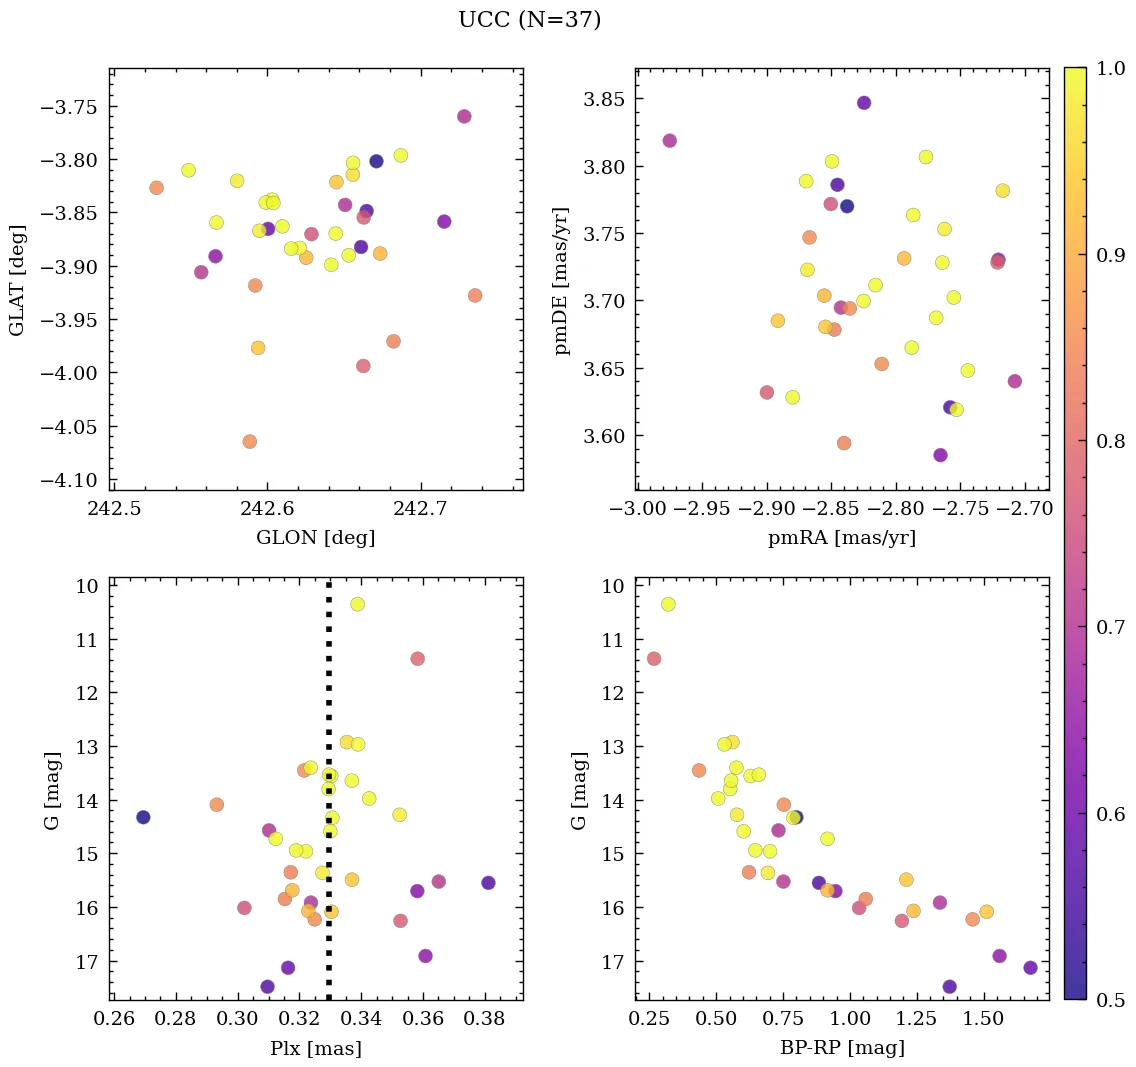 UCC (N=37)
−3.75
−3.80
−3.85
−3.90
−3.95
−4.00
−4.05
−4.10
GLAT [deg]
242.5 242.6 242.7
GLON [deg]
3.85
3.80
3.75
3.70
3.65
3.60
pmDE [mas/yr]
−3.00 −2.95 −2.90 −2.85 −2.80 −2.75 −2.70
pmRA [mas/yr]
10
11
12
13
14
15
16
17
G [mag]
0.26 0.28 0.30 0.32 0.34 0.36 0.38
Plx [mas]
10
11
12
13
14
15
16
17
G [mag]
0.25 0.50 0.75 1.00 1.25 1.50
BP-RP [mag]
1.0
0.9
0.8
0.7
0.6
0.5